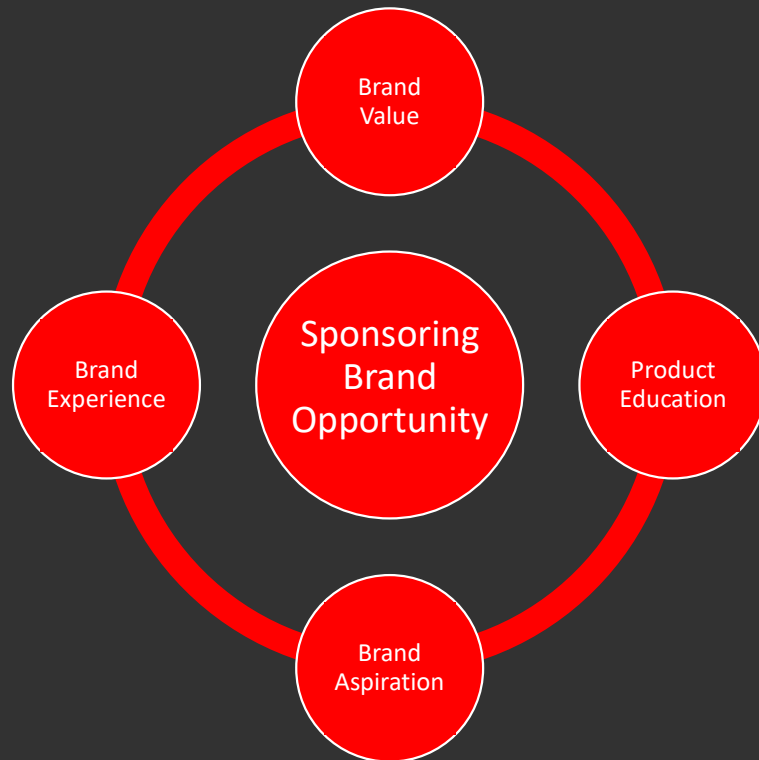 Brand
Value
Sponsoring
Brand
Opportunity
Brand
Experience
Product
Education
Brand
Aspiration